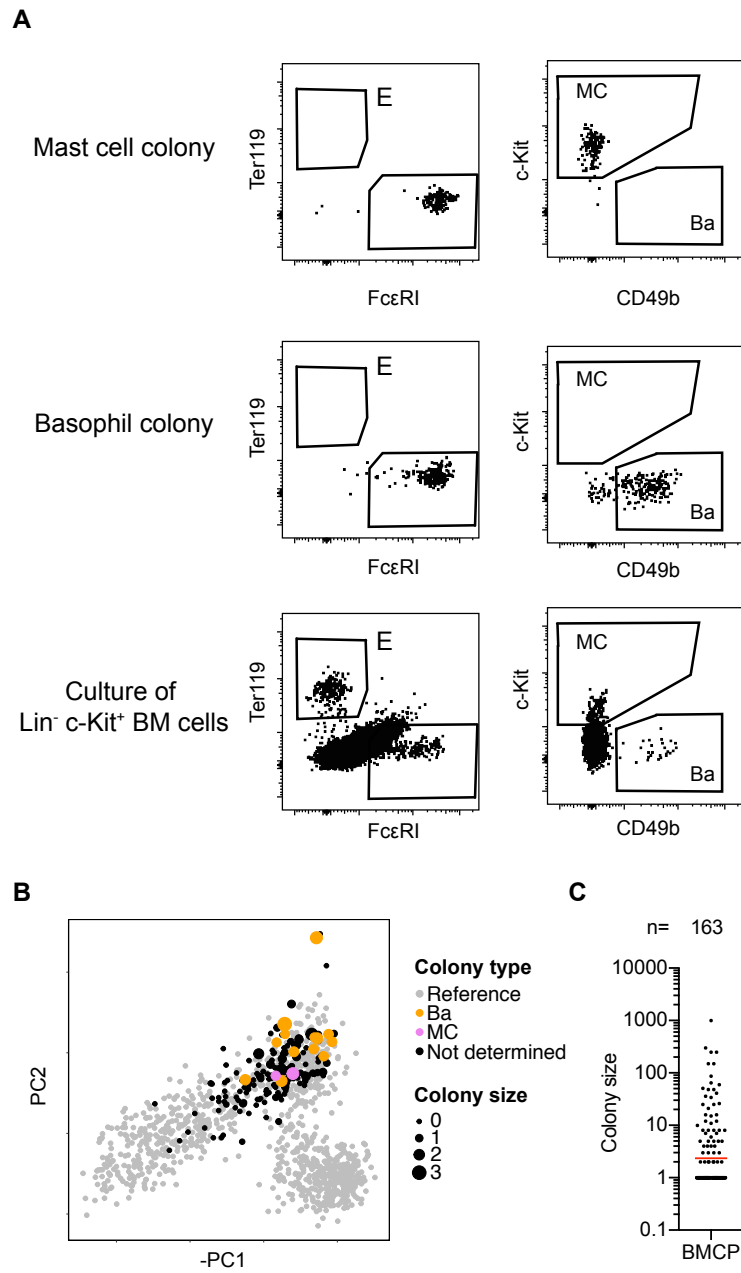 A
Mast cell colony
Ter119
E
FcεRI
c-Kit
MC
Ba
CD49b
Basophil colony
Ter119
E
FcεRI
c-Kit
MC
Ba
CD49b
Culture of
Lin⁻ c-Kit⁺ BM cells
Ter119
E
FcεRI
c-Kit
MC
Ba
CD49b
B
PC2
-PC1
Colony type
Reference
Ba
MC
Not determined
Colony size
0
1
2
3
C
n= 163
Colony size
10000
1000
100
10
1
0.1
BMCP